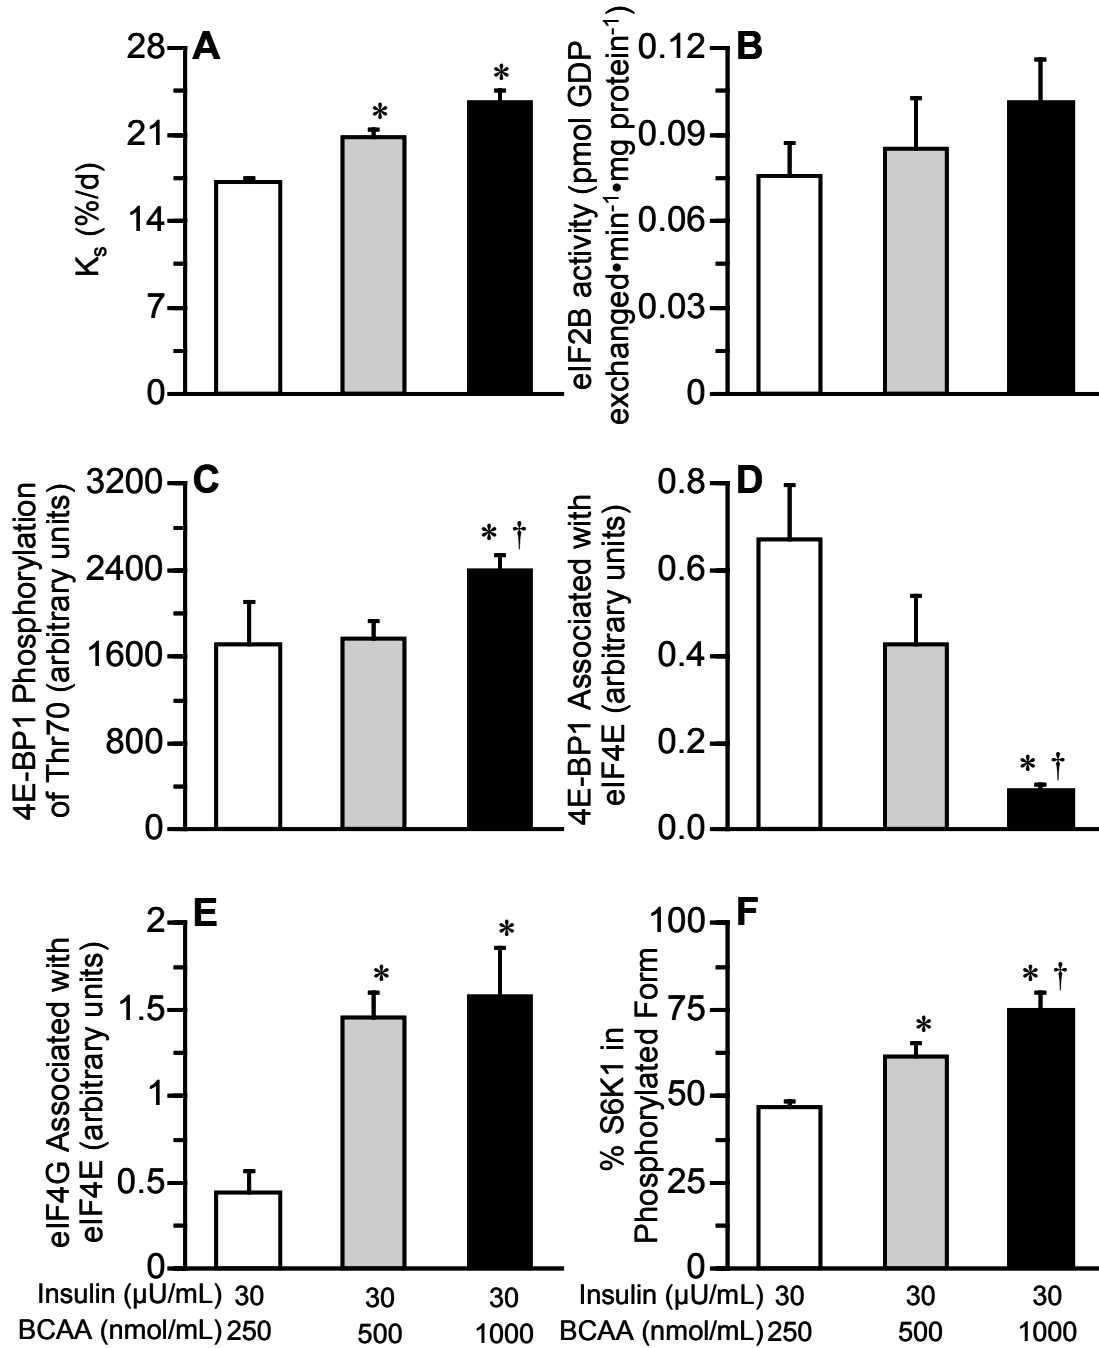 A
28
21
14
7
0
Kₛ (%/d)
*
*
B
0.12
0.09
0.06
0.03
0
eIF2B activity (pmol GDP
exchanged•min⁻¹•mg protein⁻¹)
C
3200
2400
1600
800
0
4E-BP1 Phosphorylation
of Thr70 (arbitrary units)
* †
D
0.8
0.6
0.4
0.2
0.0
4E-BP1 Associated with
eIF4E (arbitrary units)
* †
E
2
1.5
1
0.5
0
eIF4G Associated with
eIF4E (arbitrary units)
*
*
F
100
75
50
25
0
% S6K1 in
Phosphorylated Form
*
* †
Insulin (µU/mL) 30 30 30
BCAA (nmol/mL) 250 500 1000
Insulin (µU/mL) 30 30 30
BCAA (nmol/mL) 250 500 1000